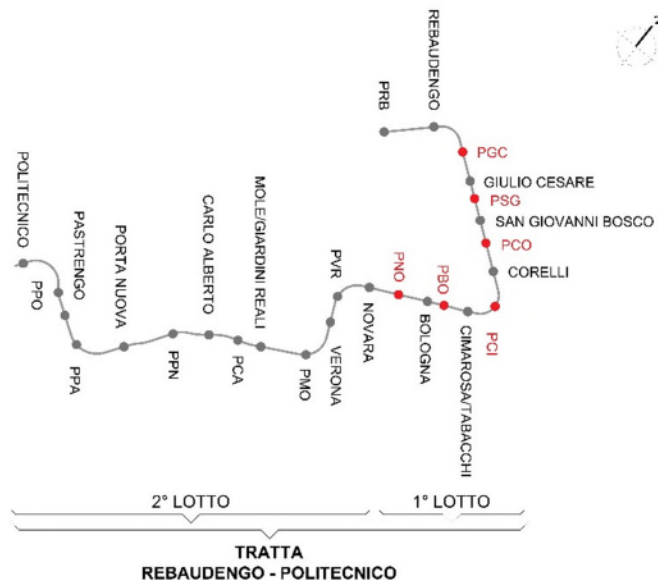 PRB
REBAUDENGO
PGC
GIULIO CESARE
PSG
SAN GIOVANNI BOSCO
PCO
CORELLI
PCI
CIMAROSA/TABACCHI
PBO
BOLOGNA
PNO
NOVARA
PVR
VERONA
PMO
MOLE/GIARDINI REALI
PCA
CARLO ALBERTO
PPN
PORTA NUOVA
PPA
PASTRENGO
PPO
POLITECNICO
2° LOTTO
1° LOTTO
TRATTA
REBAUDENGO - POLITECNICO